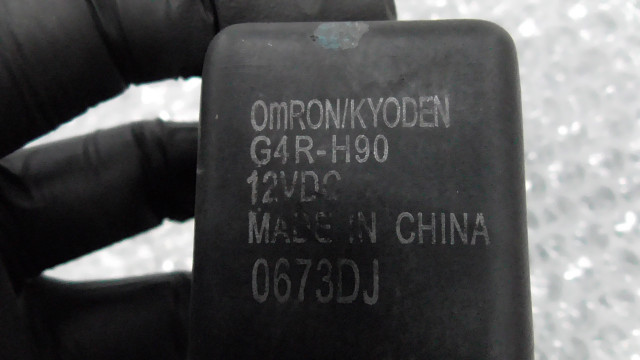 OmRON/KYODEN
G4R-H90
12VDC
MADE IN CHINA
0673DJ